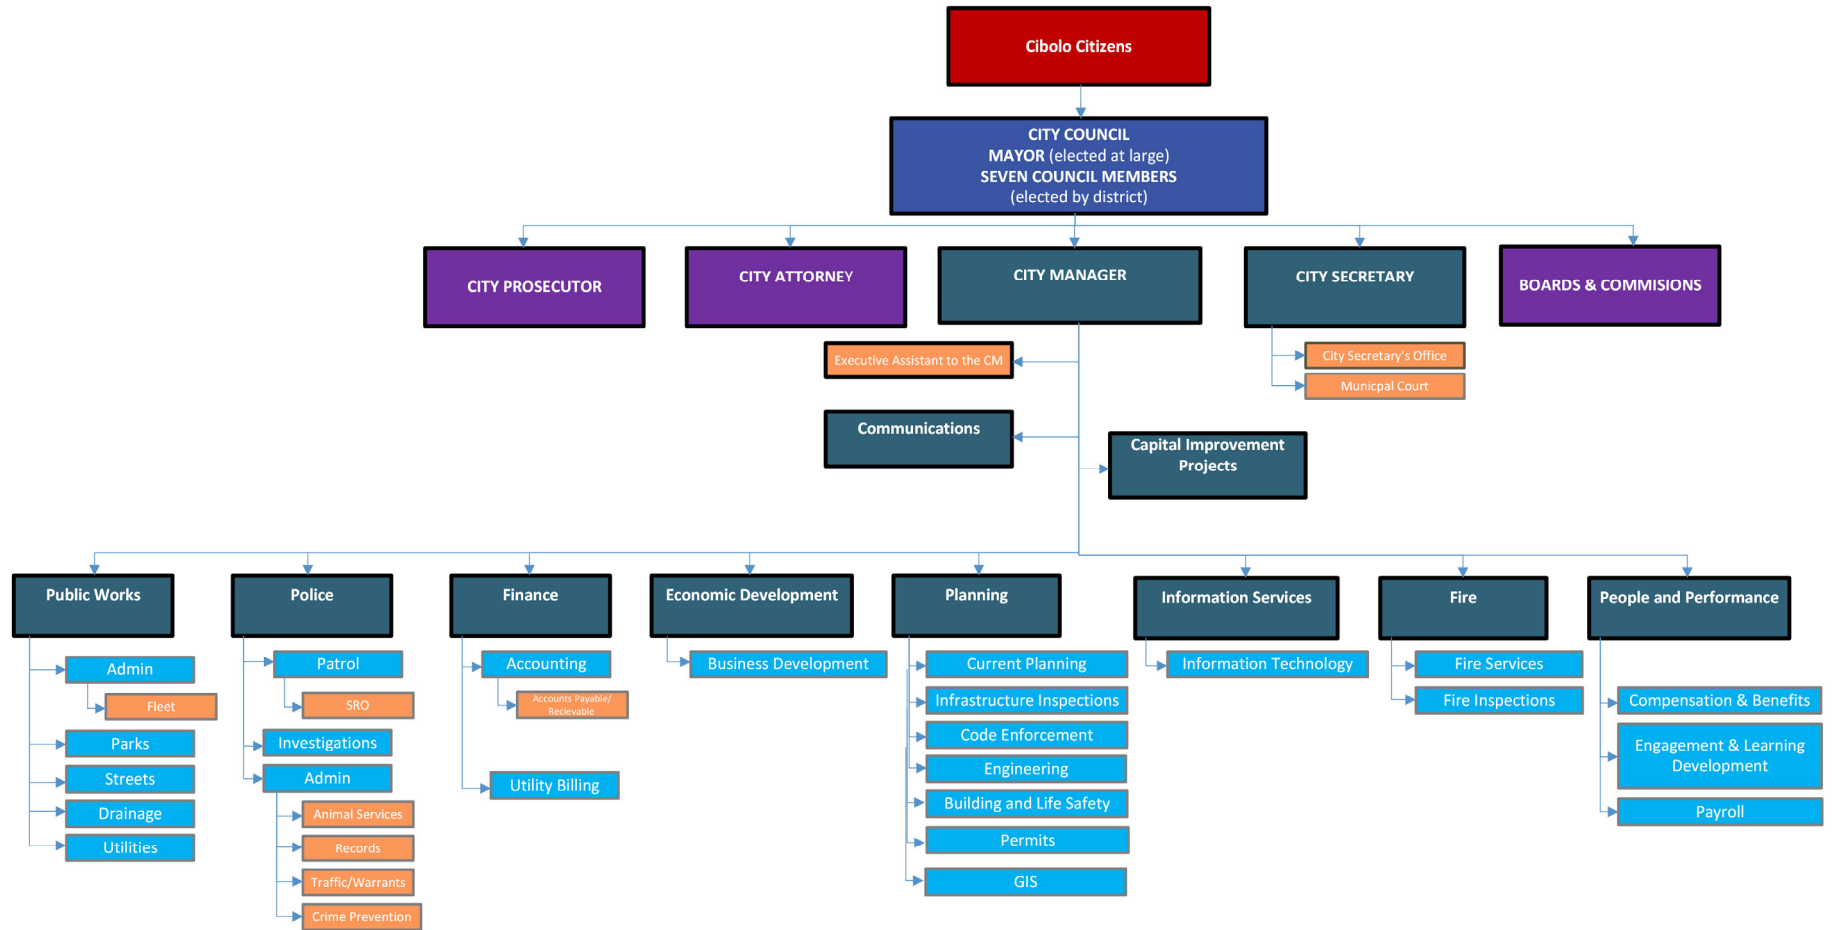 Cibolo Citizens
CITY COUNCIL
MAYOR (elected at large)
SEVEN COUNCIL MEMBERS
(elected by district)
CITY PROSECUTOR
CITY ATTORNEY
CITY MANAGER
CITY SECRETARY
BOARDS & COMMISIONS
Executive Assistant to the CM
City Secretary's Office
Municpal Court
Communications
Capital Improvement
Projects
Public Works
Admin
Fleet
Parks
Streets
Drainage
Utilities
Police
Patrol
SRO
Investigations
Admin
Animal Services
Records
Traffic/Warrants
Crime Prevention
Finance
Accounting
Accounts Payable/
Recievable
Utility Billing
Economic Development
Business Development
Planning
Current Planning
Infrastructure Inspections
Code Enforcement
Engineering
Building and Life Safety
Permits
GIS
Information Services
Information Technology
Fire
Fire Services
Fire Inspections
People and Performance
Compensation & Benefits
Engagement & Learning
Development
Payroll